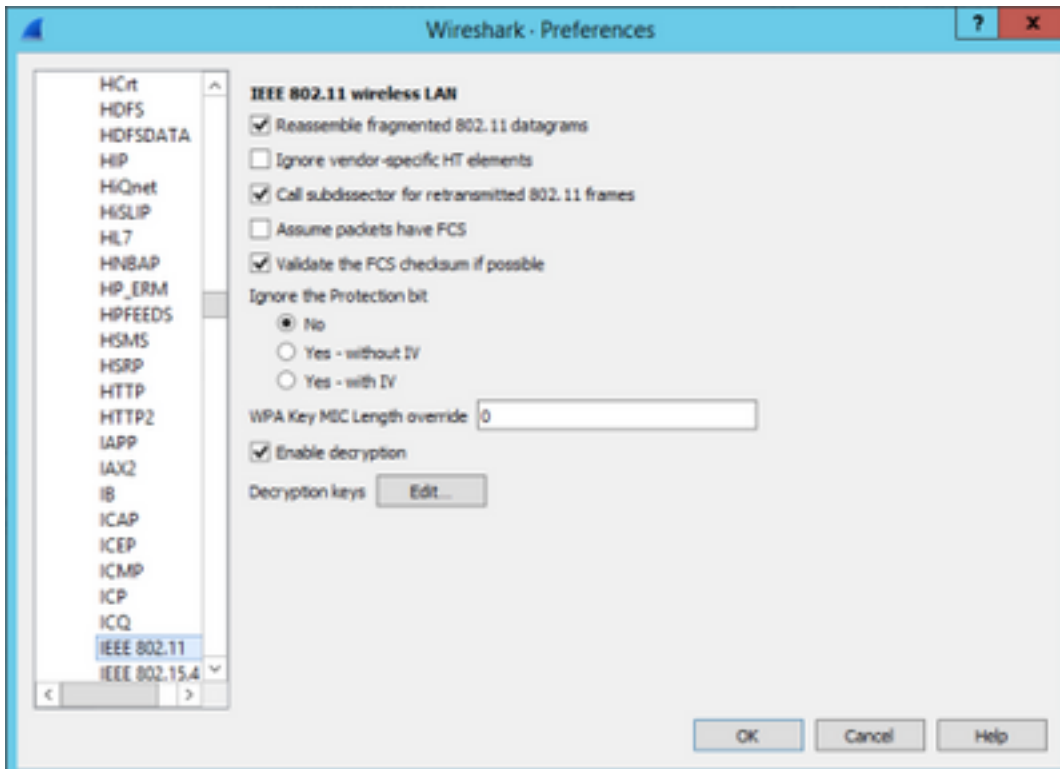 Wireshark · Preferences
?
x
HCrt
HDFS
HDFSDATA
HIP
HiQnet
HiSLIP
HL7
HNBAP
HP_ERM
HPFEEDS
HSMS
HSRP
HTTP
HTTP2
IAPP
IAX2
IB
ICAP
ICEP
ICMP
ICP
ICQ
IEEE 802.11
IEEE 802.15.4
IEEE 802.11 wireless LAN
Reassemble fragmented 802.11 datagrams
Ignore vendor-specific HT elements
Call subdissector for retransmitted 802.11 frames
Assume packets have FCS
Validate the FCS checksum if possible
Ignore the Protection bit
No
Yes - without IV
Yes - with IV
WPA Key MIC Length override 0
Enable decryption
Decryption keys Edit...
OK Cancel Help